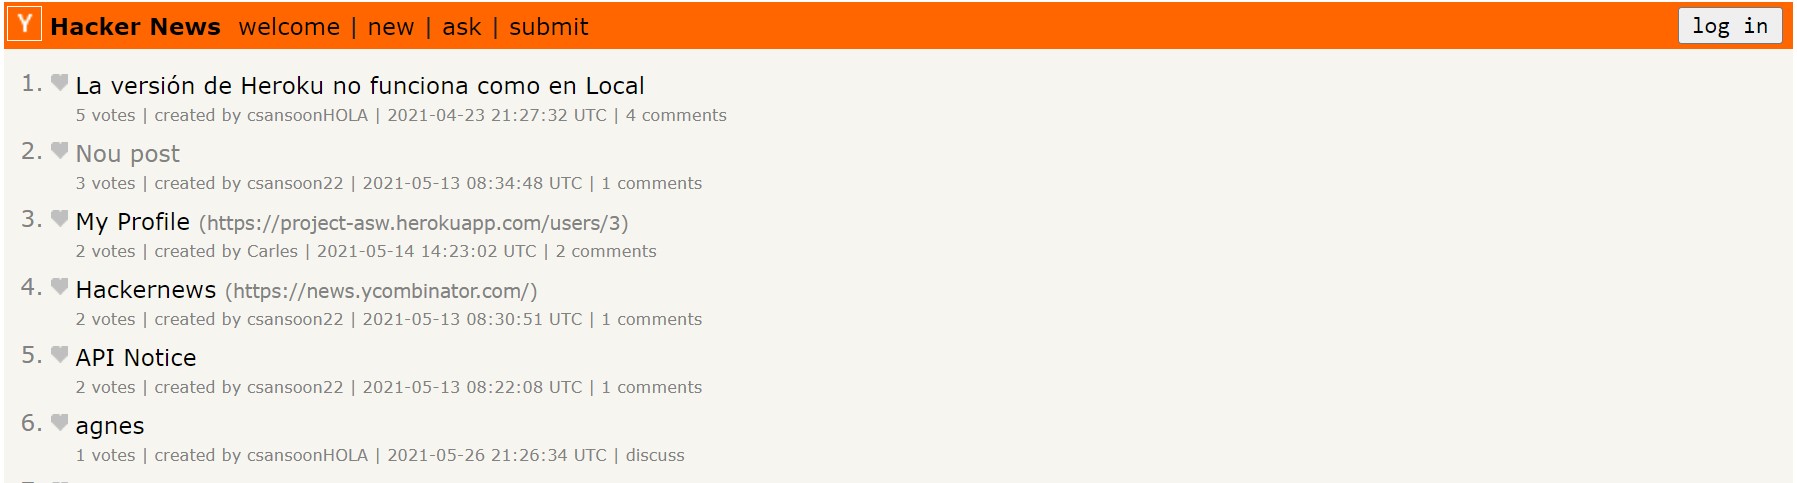 Y Hacker News welcome | new | ask | submit log in
1. La versión de Heroku no funciona como en Local
5 votes | created by csansoonHOLA | 2021-04-23 21:27:32 UTC | 4 comments
2. Nou post
3 votes | created by csansoon22 | 2021-05-13 08:34:48 UTC | 1 comments
3. My Profile (https://project-asw.herokuapp.com/users/3)
2 votes | created by Carles | 2021-05-14 14:23:02 UTC | 2 comments
4. Hackernews (https://news.ycombinator.com/)
2 votes | created by csansoon22 | 2021-05-13 08:30:51 UTC | 1 comments
5. API Notice
2 votes | created by csansoon22 | 2021-05-13 08:22:08 UTC | 1 comments
6. agnes
1 votes | created by csansoonHOLA | 2021-05-26 21:26:34 UTC | discuss